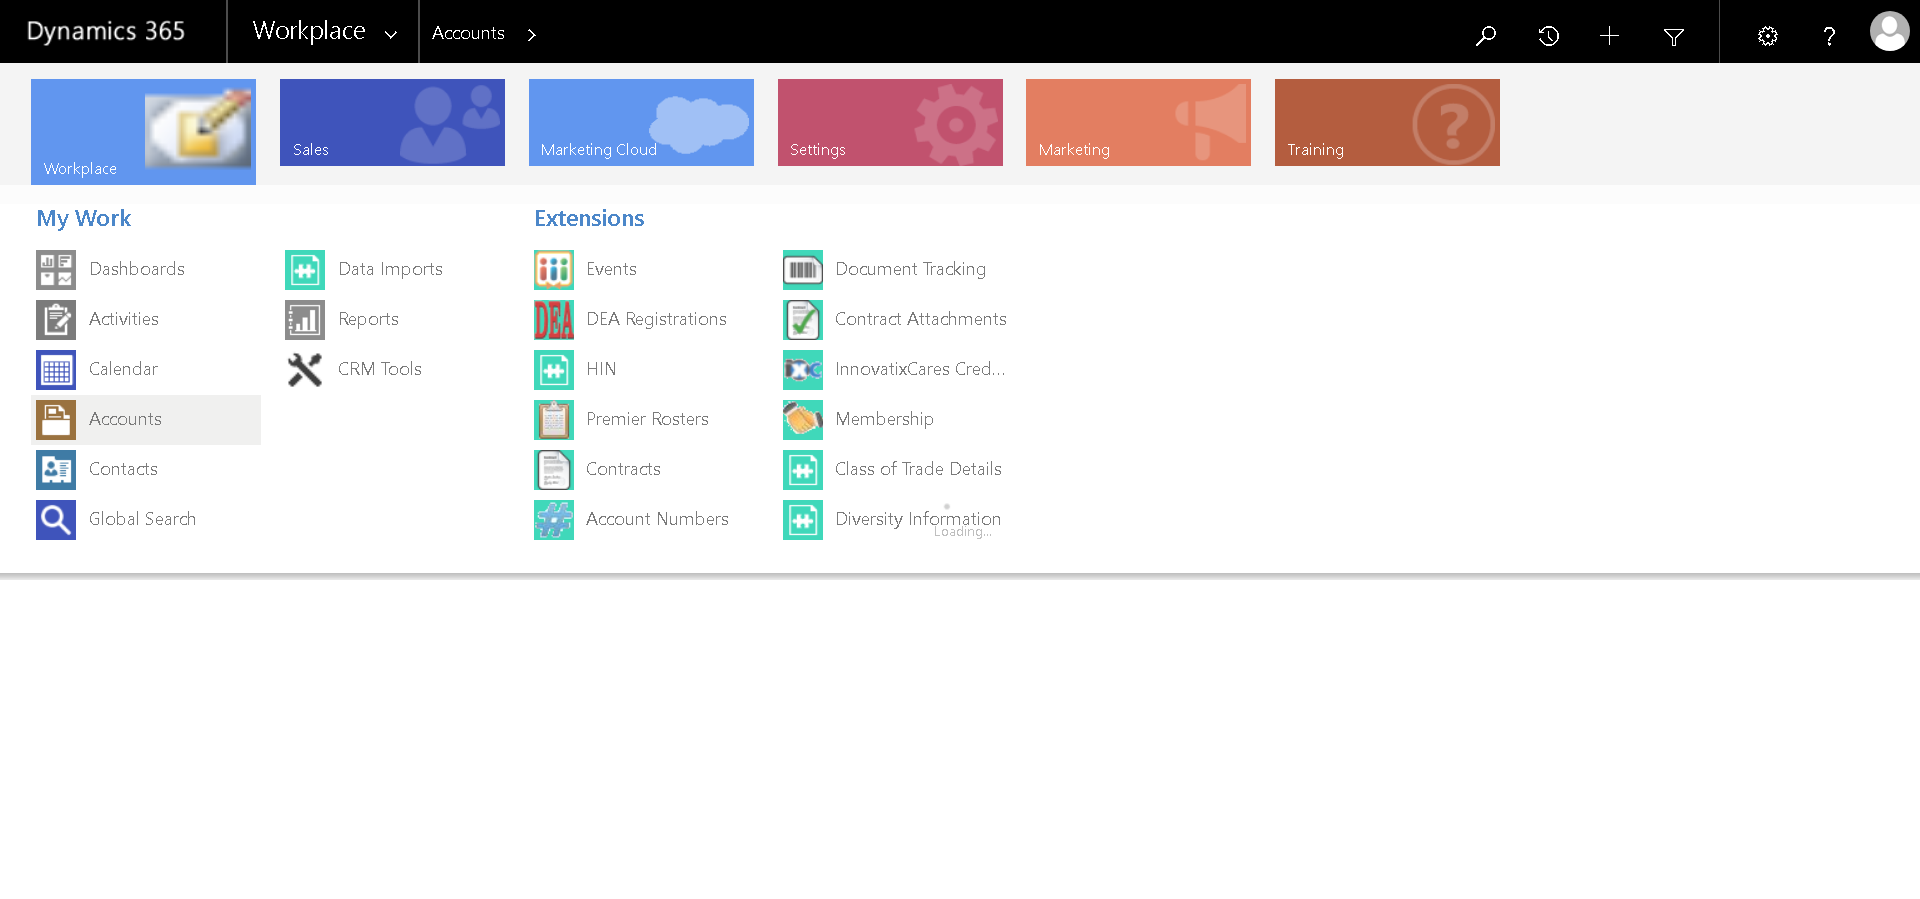 Dynamics 365
Workplace
Accounts
Workplace
Sales
Marketing Cloud
Settings
Marketing
Training
My Work
Extensions
Dashboards
Data Imports
Events
Document Tracking
Activities
Reports
DEA
DEA Registrations
Contract Attachments
Calendar
CRM Tools
HIN
ixc
InnovatixCares Cred...
Accounts
Premier Rosters
Membership
Contacts
Contracts
Class of Trade Details
Global Search
Account Numbers
Diversity Information
Loading...